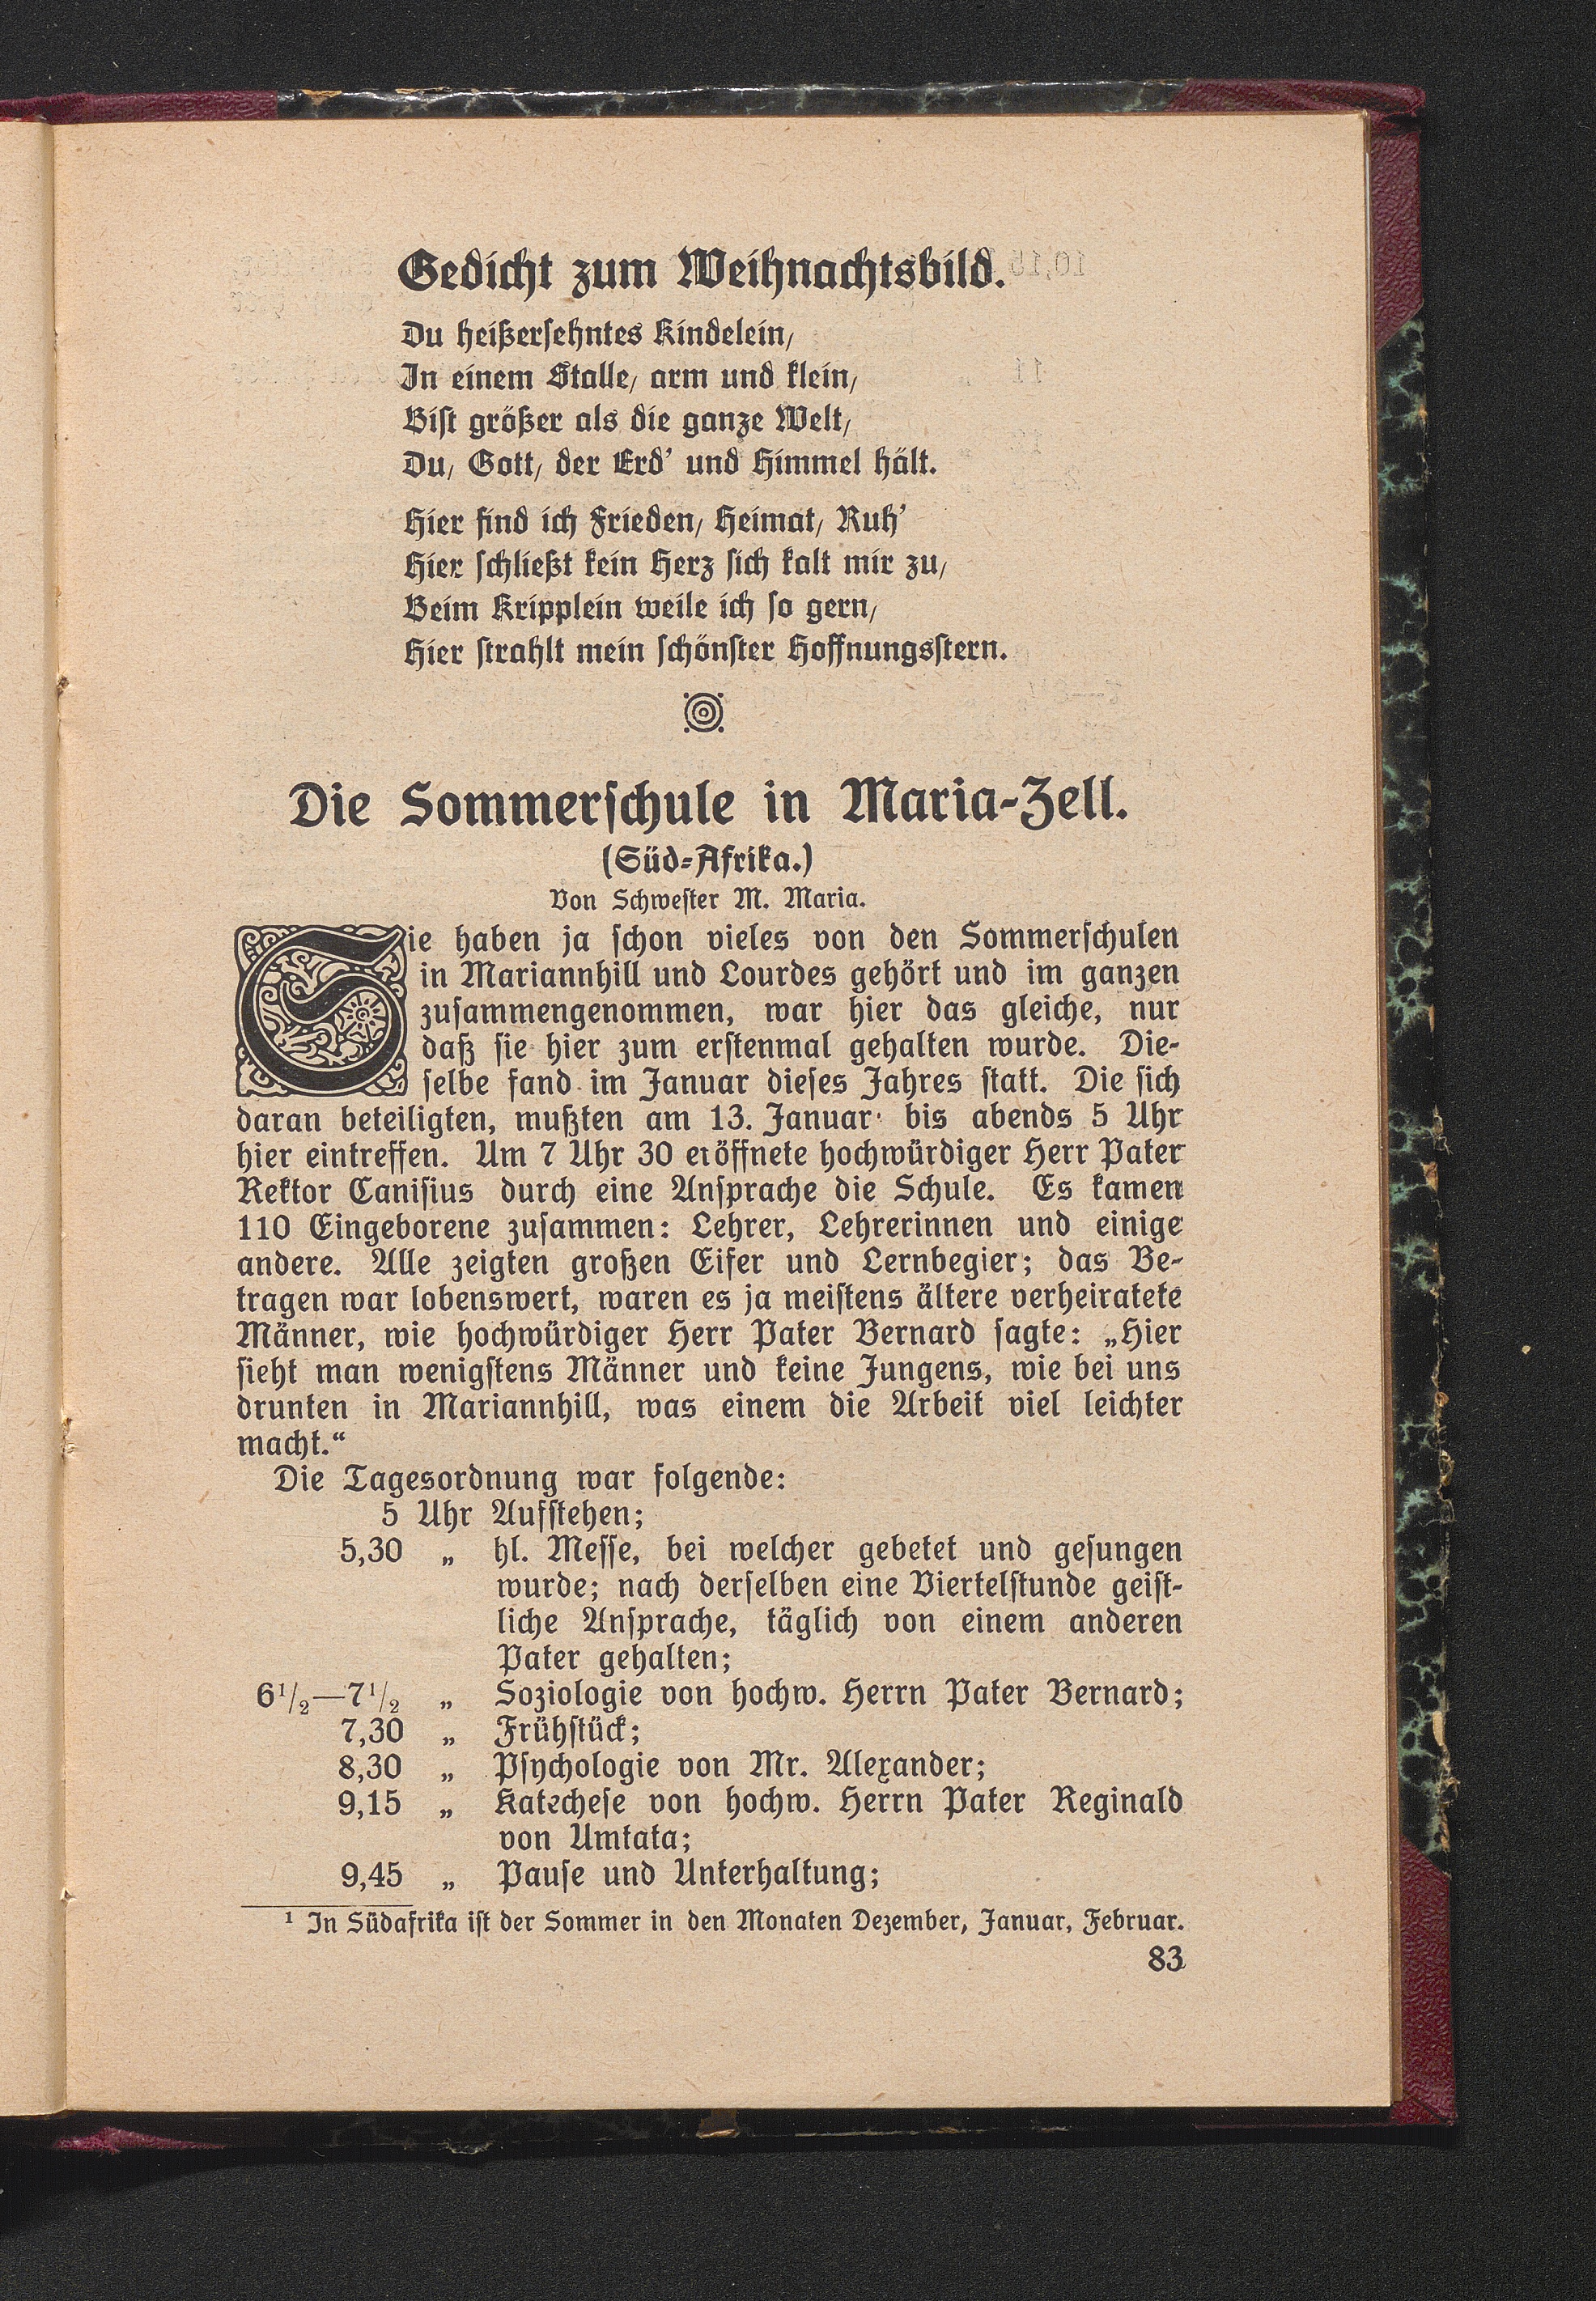 Gedicht zum Weihnachtsbild.
Du heißersehntes Kindelein,
In einem Stalle, arm und klein,
Bist größer als die ganze Welt,
Du, Gott, der Erd' und Himmel hält.
Hier find ich Frieden, Heimat, Ruh'
Hier schließt kein Herz sich kalt mir zu,
Beim Kripplein weile ich so gern,
Hier strahlt mein schönster Hoffnungsstern.
Die Sommerschule in Maria-Zell.
(Süd-Afrika.)
Von Schwester M. Maria.
Sie haben ja schon vieles von den Sommerschulen
in Mariannhill und Lourdes gehört und im ganzen
zusammengenommen, war hier das gleiche, nur
daß sie hier zum erstenmal gehalten wurde. Die-
selbe fand im Januar dieses Jahres statt. Die sich
daran beteiligten, mußten am 13. Januar bis abends 5 Uhr
hier eintreffen. Um 7 Uhr 30 eröffnete hochwürdiger Herr Pater
Rektor Canisius durch eine Ansprache die Schule. Es kamen
110 Eingeborene zusammen: Lehrer, Lehrerinnen und einige
andere. Alle zeigten großen Eifer und Lernbegier; das Be-
tragen war lobenswert, waren es ja meistens ältere verheiratete
Männer, wie hochwürdiger Herr Pater Bernard sagte: „Hier
sieht man wenigstens Männer und keine Jungens, wie bei uns
drunten in Mariannhill, was einem die Arbeit viel leichter
macht.“
Die Tagesordnung war folgende:
5 Uhr Aufstehen;
5,30 „ hl. Messe, bei welcher gebetet und gesungen
wurde; nach derselben eine Viertelstunde geist-
liche Ansprache, täglich von einem anderen
Pater gehalten;
6¹/₂—7¹/₂ „ Soziologie von hochw. Herrn Pater Bernard;
7,30 „ Frühstück;
8,30 „ Psychologie von Mr. Alexander;
9,15 „ Katechese von hochw. Herrn Pater Reginald
von Umtata;
9,45 „ Pause und Unterhaltung;
¹ In Südafrika ist der Sommer in den Monaten Dezember, Januar, Februar.
83